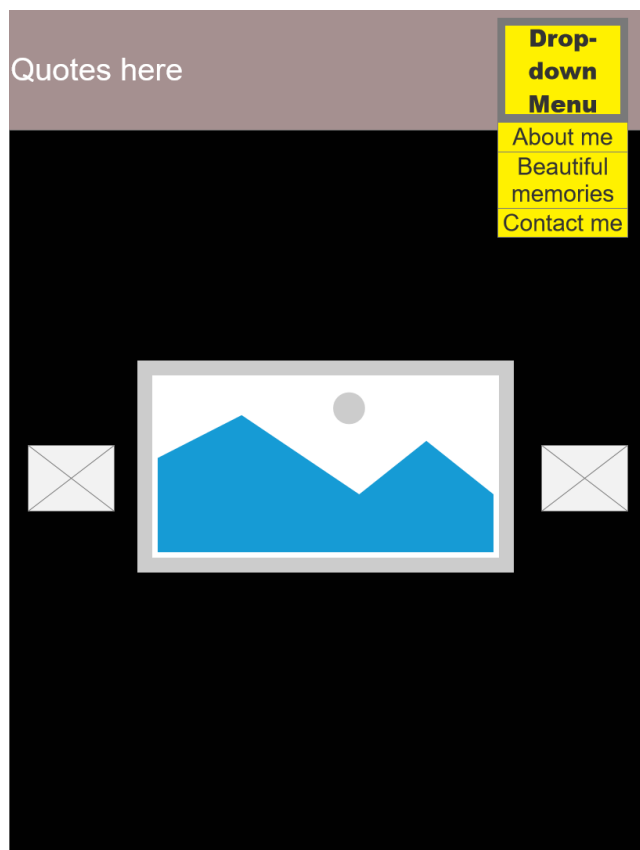 Quotes here
Drop-
down
Menu
About me
Beautiful
memories
Contact me